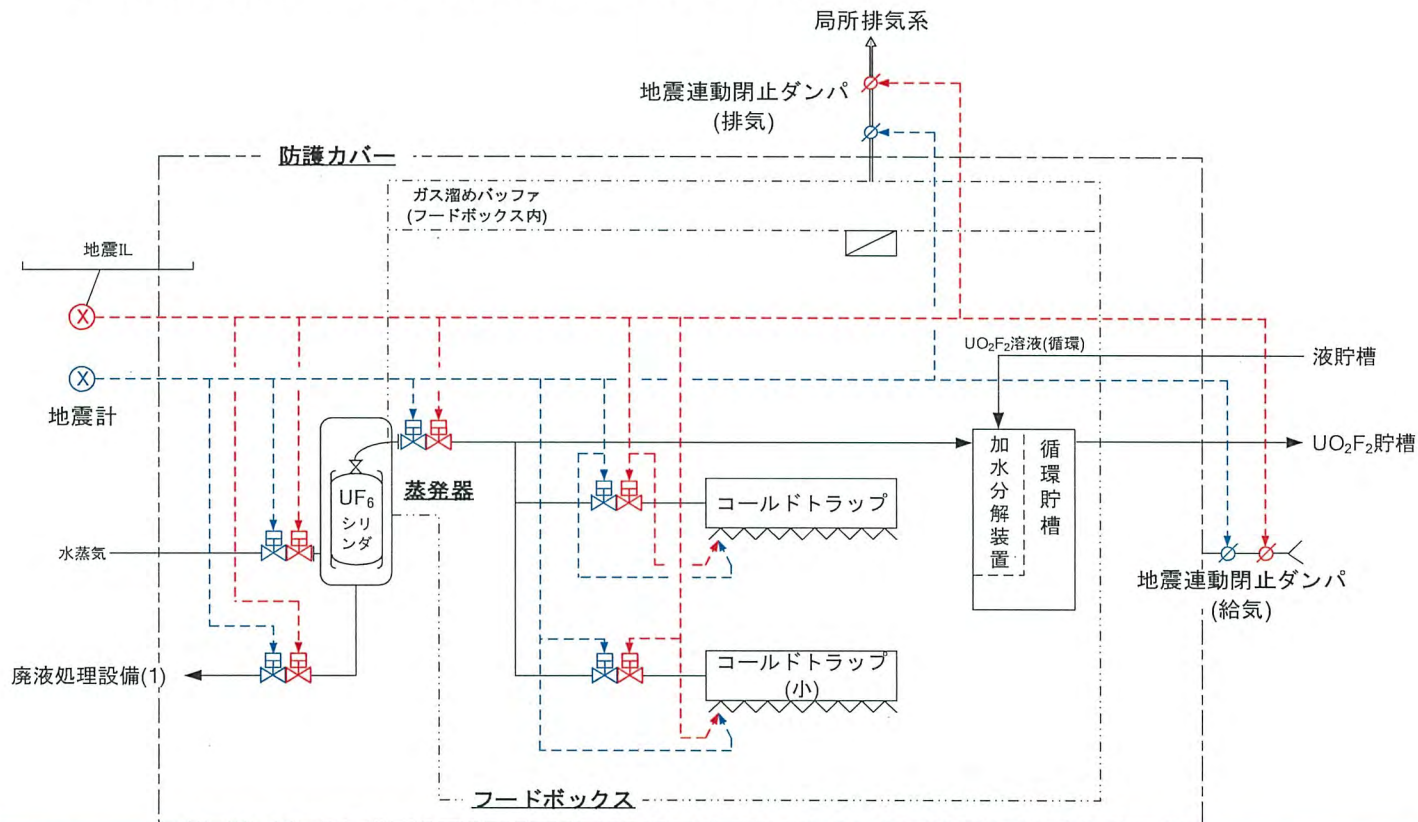 局所排気系
地震連動閉止ダンパ
(排気)
防護カバー
ガス溜めバッファ
(フードボックス内)
地震IL
X
X
地震計
UO₂F₂溶液(循環)
液貯槽
UF₆
シリンダ
蒸発器
コールドトラップ
加水分解装置
循環貯槽
UO₂F₂貯槽
水蒸気
地震連動閉止ダンパ
(給気)
廃液処理設備(1)
コールドトラップ
(小)
フードボックス